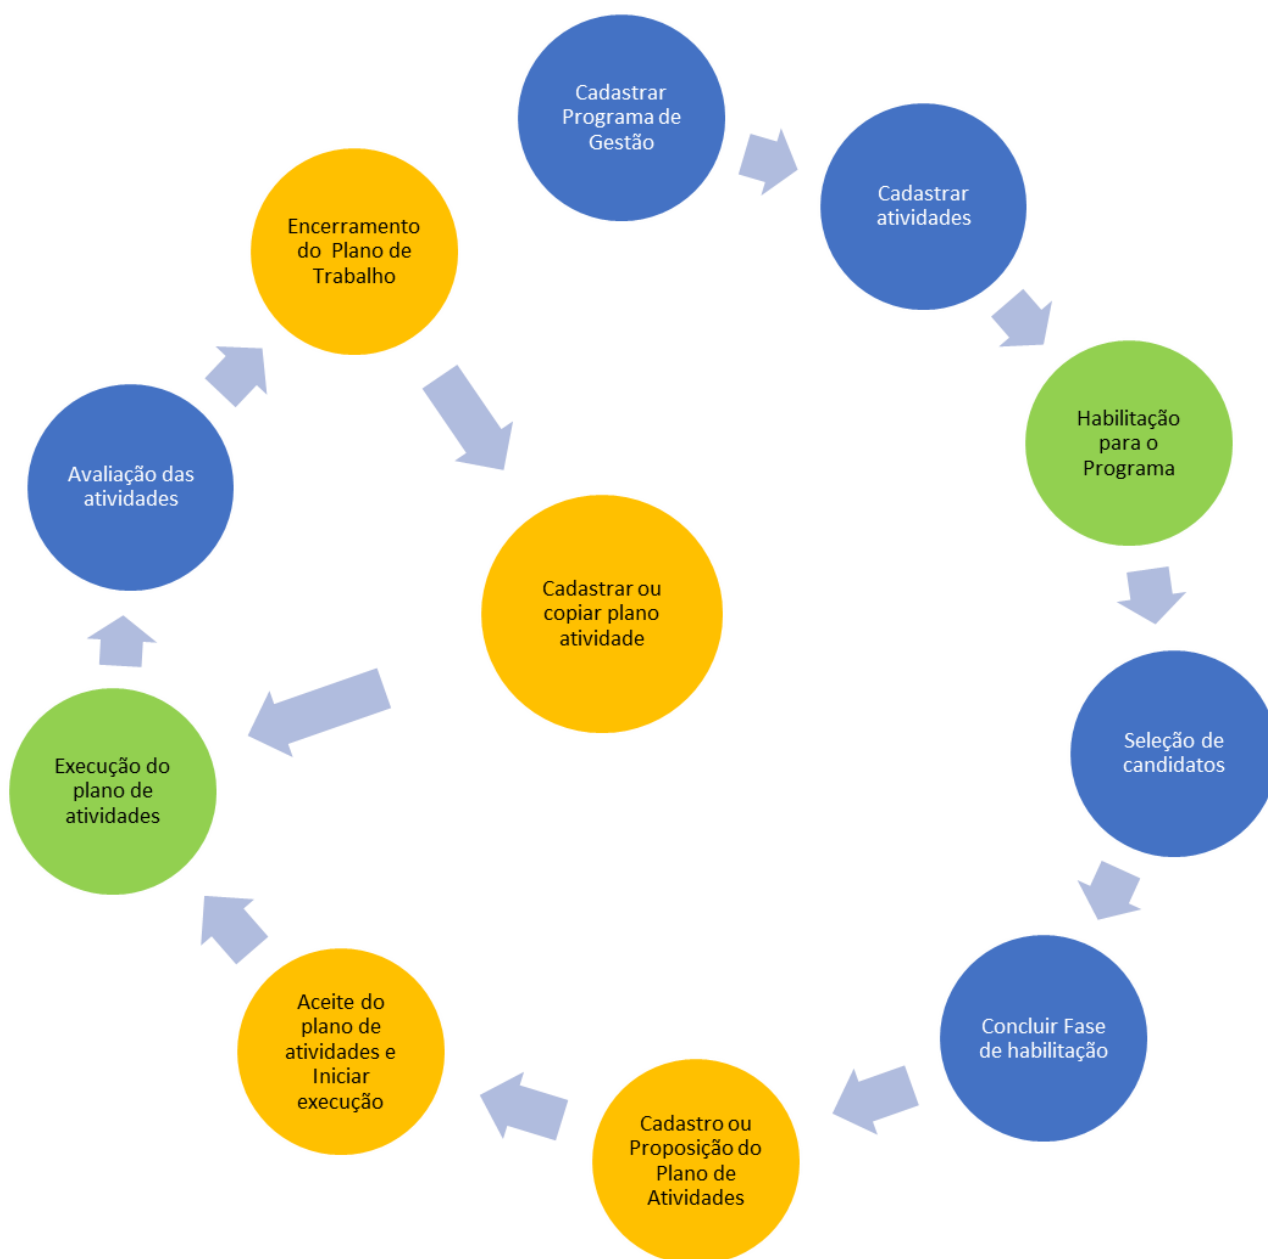 Cadastrar
Programa de
Gestão
Cadastrar
atividades
Habilitação
para o
Programa
Seleção de
candidatos
Concluir Fase
de habilitação
Cadastro ou
Proposição do
Plano de
Atividades
Aceite do
plano de
atividades e
Iniciar
execução
Execução do
plano de
atividades
Avaliação das
atividades
Encerramento
do Plano de
Trabalho
Cadastrar ou
copiar plano
atividade